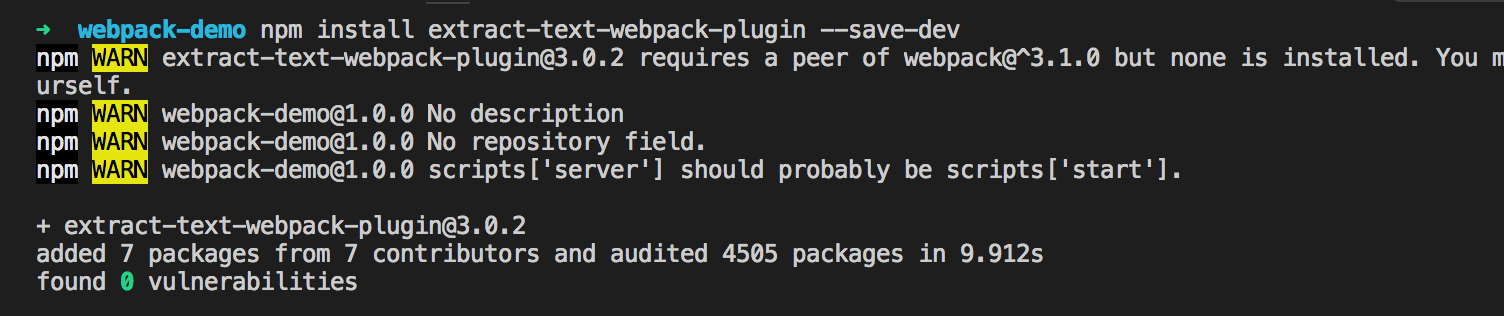 ➜  webpack-demo npm install extract-text-webpack-plugin --save-dev
npm WARN extract-text-webpack-plugin@3.0.2 requires a peer of webpack@^3.1.0 but none is installed. You m
urself.
npm WARN webpack-demo@1.0.0 No description
npm WARN webpack-demo@1.0.0 No repository field.
npm WARN webpack-demo@1.0.0 scripts['server'] should probably be scripts['start'].
+ extract-text-webpack-plugin@3.0.2
added 7 packages from 7 contributors and audited 4505 packages in 9.912s
found 0 vulnerabilities